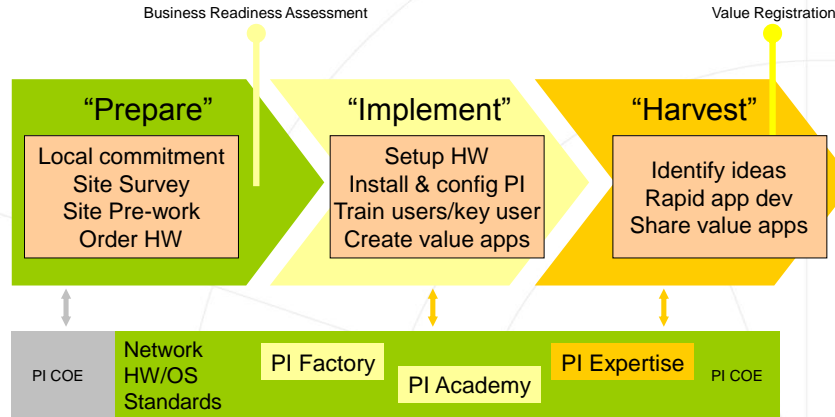 Business Readiness Assessment
Value Registration
“Prepare”
“Implement”
“Harvest”
Local commitment
Site Survey
Site Pre-work
Order HW
Setup HW
Install & config PI
Train users/key user
Create value apps
Identify ideas
Rapid app dev
Share value apps
PI COE
Network
HW/OS
Standards
PI Factory
PI Academy
PI Expertise
PI COE